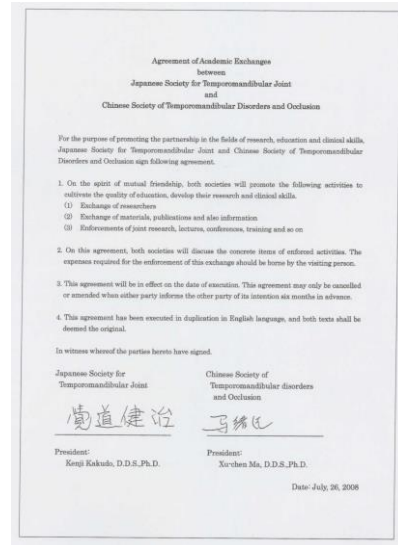 Agreement of Academic Exchanges
between
Japanese Society for Temporomandibular Joint
and
Chinese Society of Temporomandibular Disorders and Occlusion
For the purpose of promoting the partnership in the fields of research, education and clinical skills,
Japanese Society for Temporomandibular Joint and Chinese Society of Temporomandibular
Disorders and Occlusion sign following agreement.
1. On the spirit of mutual friendship, both societies will promote the following activities to
cultivate the quality of education, develop their research and clinical skills.
(1) Exchange of researchers
(2) Exchange of materials, publications and also information
(3) Enforcements of joint research, lectures, conferences, training and so on
2. On this agreement, both societies will discuss the concrete items of enforced activities. The
expenses required for the enforcement of this exchange should be borne by the visiting person.
3. This agreement will be in effect on the date of execution. This agreement may only be cancelled
or amended when either party informs the other party of its intention six months in advance.
4. This agreement has been executed in duplication in English language, and both texts shall be
deemed the original.
In witness whereof the parties hereto have signed.
Japanese Society for
Temporomandibular Joint
Chinese Society of
Temporomandibular disorders
and Occlusion
覺道健治
马绪臣
President:
Kenji Kakudo, D.D.S.,Ph.D.
President:
Xu-chen Ma, D.D.S.,Ph.D.
Date: July, 26, 2008